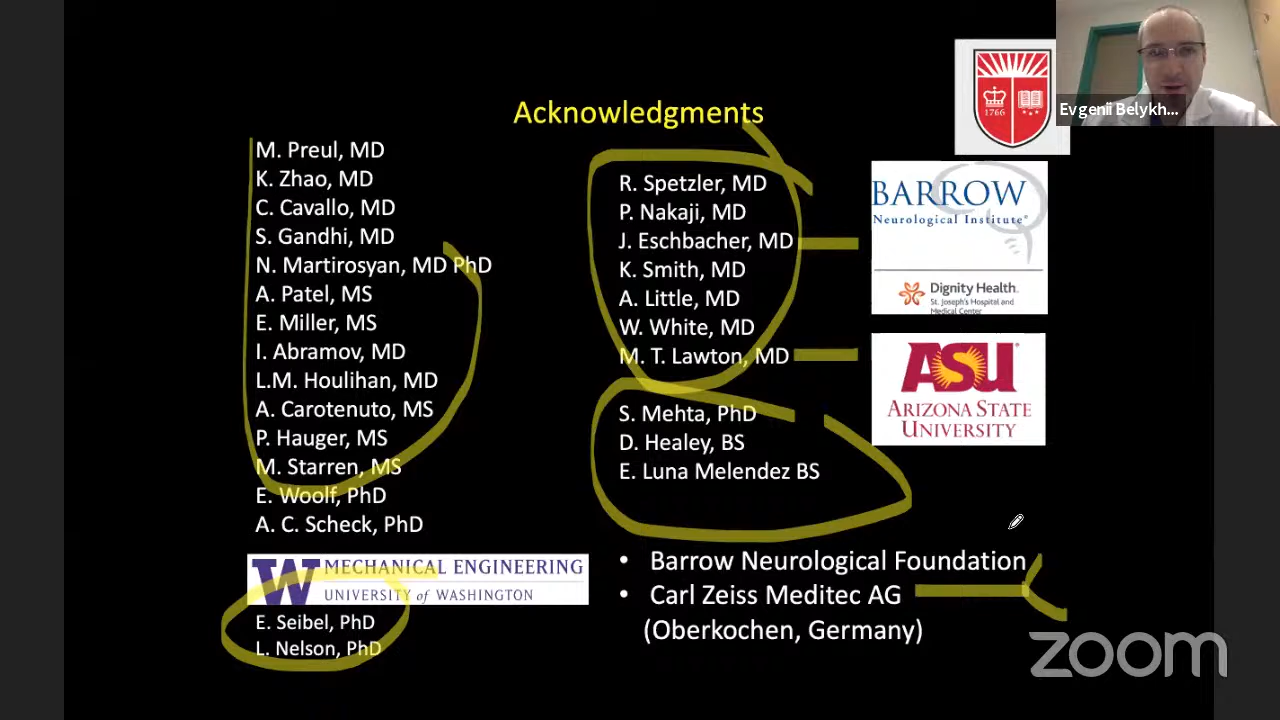 Acknowledgments
M. Preul, MD
K. Zhao, MD
C. Cavallo, MD
S. Gandhi, MD
N. Martirosyan, MD PhD
A. Patel, MS
E. Miller, MS
I. Abramov, MD
L.M. Houlihan, MD
A. Carotenuto, MS
P. Hauger, MS
M. Starren, MS
E. Woolf, PhD
A. C. Scheck, PhD
W MECHANICAL ENGINEERING
UNIVERSITY of WASHINGTON
E. Seibel, PhD
L. Nelson, PhD
R. Spetzler, MD
P. Nakaji, MD
J. Eschbacher, MD
K. Smith, MD
A. Little, MD
W. White, MD
M. T. Lawton, MD
S. Mehta, PhD
D. Healey, BS
E. Luna Melendez BS
• Barrow Neurological Foundation
• Carl Zeiss Meditec AG
(Oberkochen, Germany)
1766
Evgenii Belykh...
BARROW
Neurological Institute®
Dignity Health.
St. Joseph's Hospital and
Medical Center
ASU
ARIZONA STATE
UNIVERSITY
zoom